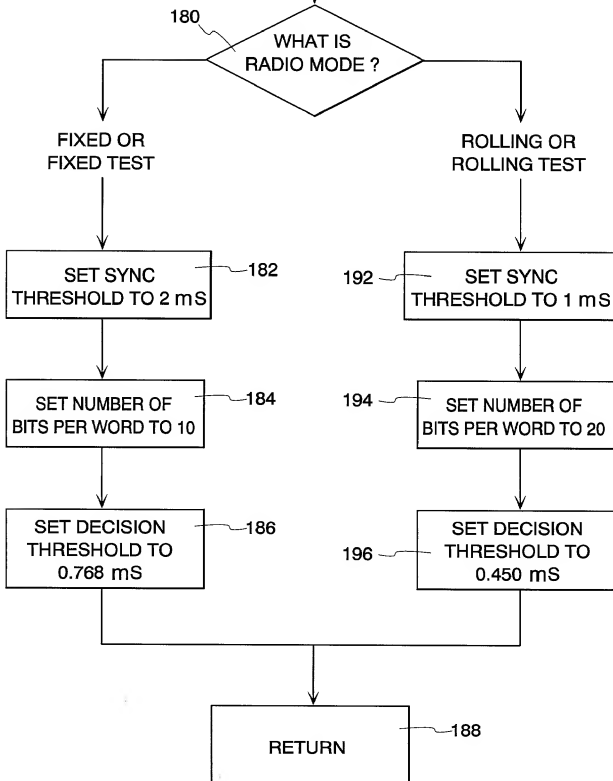 180
WHAT IS
RADIO MODE ?
FIXED OR
FIXED TEST
ROLLING OR
ROLLING TEST
SET SYNC
THRESHOLD TO 2 mS
182
192
SET SYNC
THRESHOLD TO 1 mS
SET NUMBER OF
BITS PER WORD TO 10
184
194
SET NUMBER OF
BITS PER WORD TO 20
SET DECISION
THRESHOLD TO
0.768 mS
186
196
SET DECISION
THRESHOLD TO
0.450 mS
RETURN
188